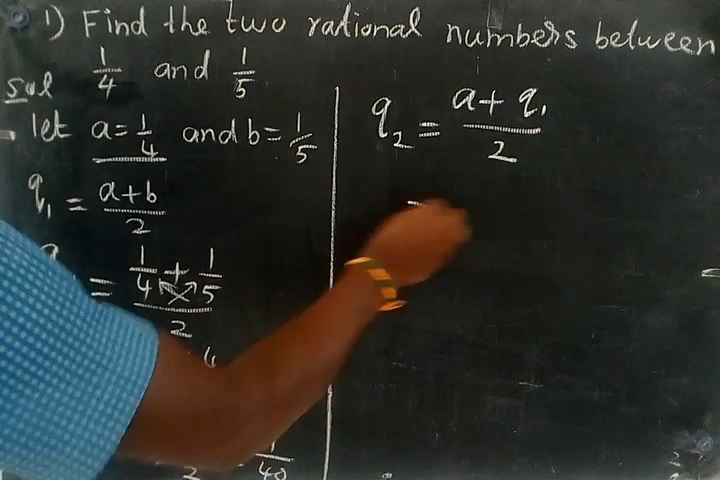 1) Find the two rational numbers between
1/4 and 1/5
Sol
let a = 1/4 and b = 1/5
q₁ = a+b/2
= 1/4 + 1/5 / 2
q₂ = a + q₁ / 2